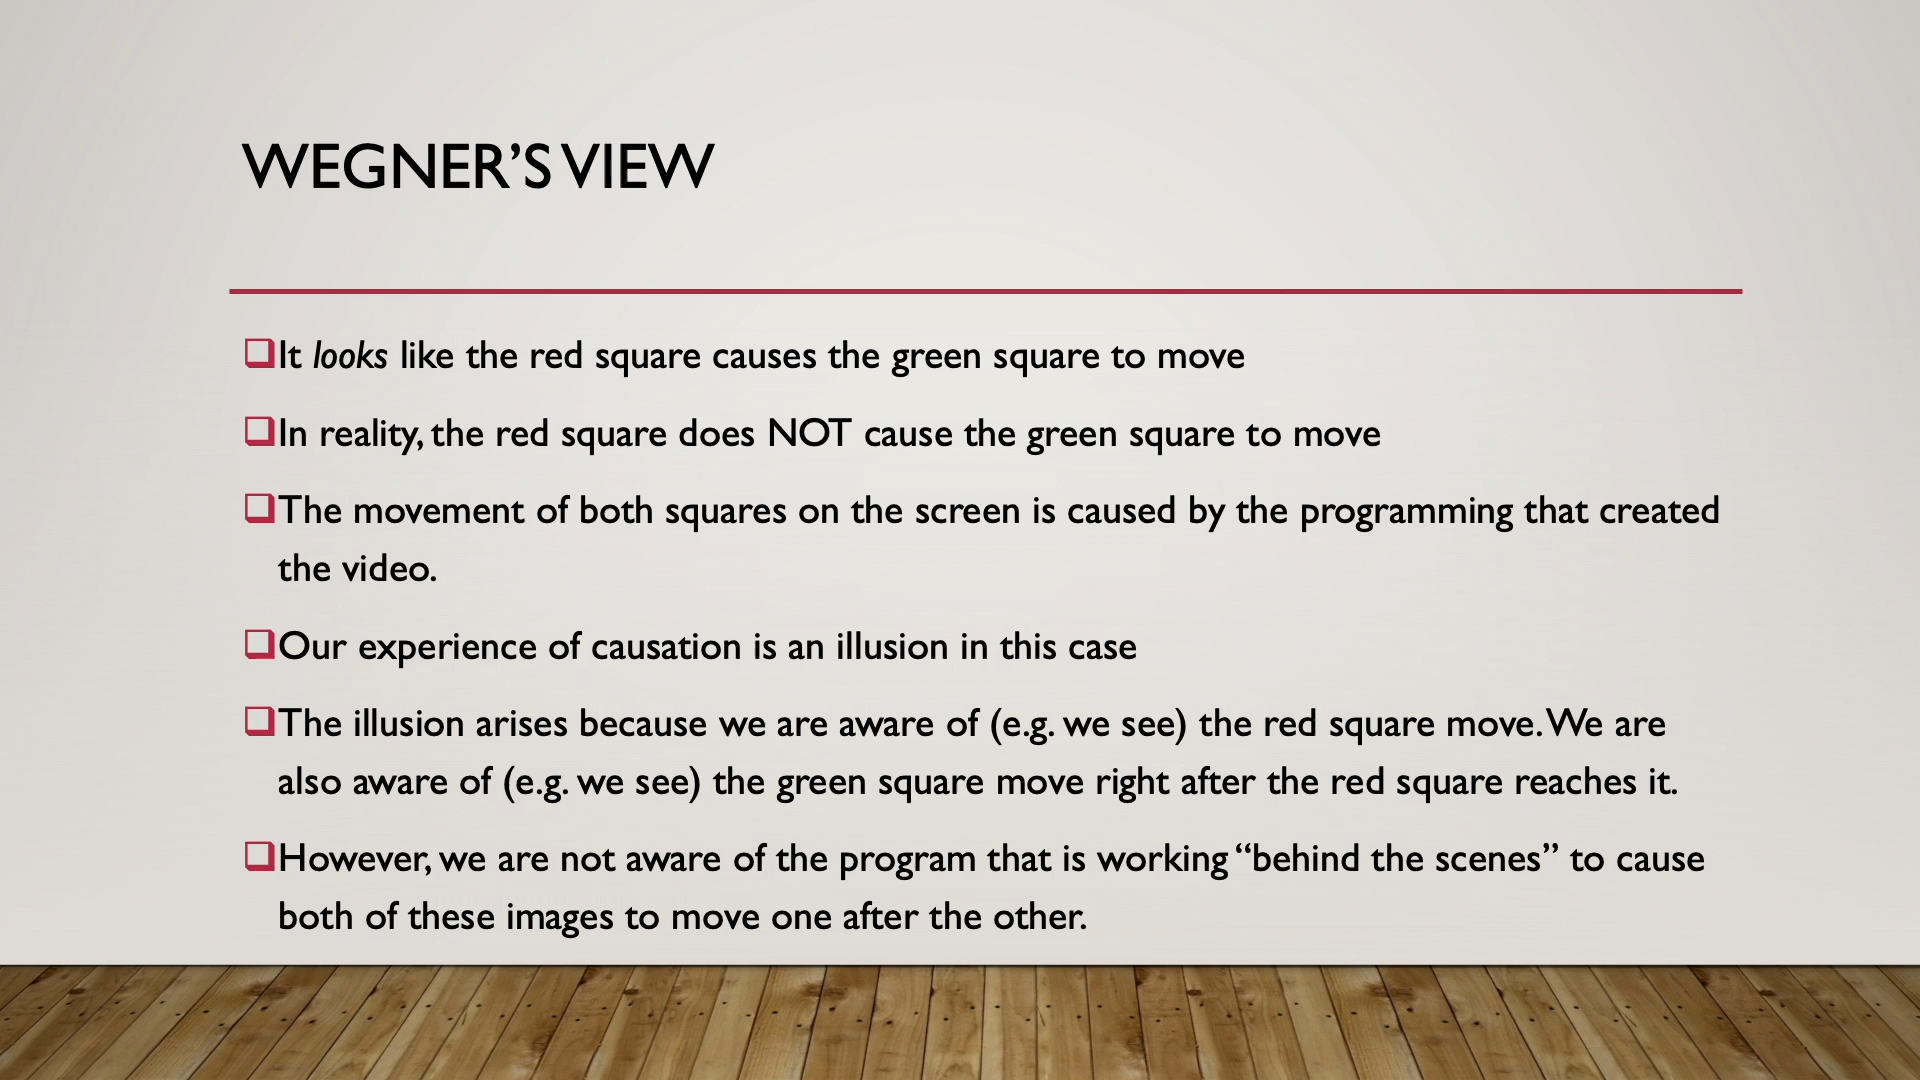 WEGNER’S VIEW
❑It looks like the red square causes the green square to move
❑In reality, the red square does NOT cause the green square to move
❑The movement of both squares on the screen is caused by the programming that created
the video.
❑Our experience of causation is an illusion in this case
❑The illusion arises because we are aware of (e.g. we see) the red square move. We are
also aware of (e.g. we see) the green square move right after the red square reaches it.
❑However, we are not aware of the program that is working “behind the scenes” to cause
both of these images to move one after the other.